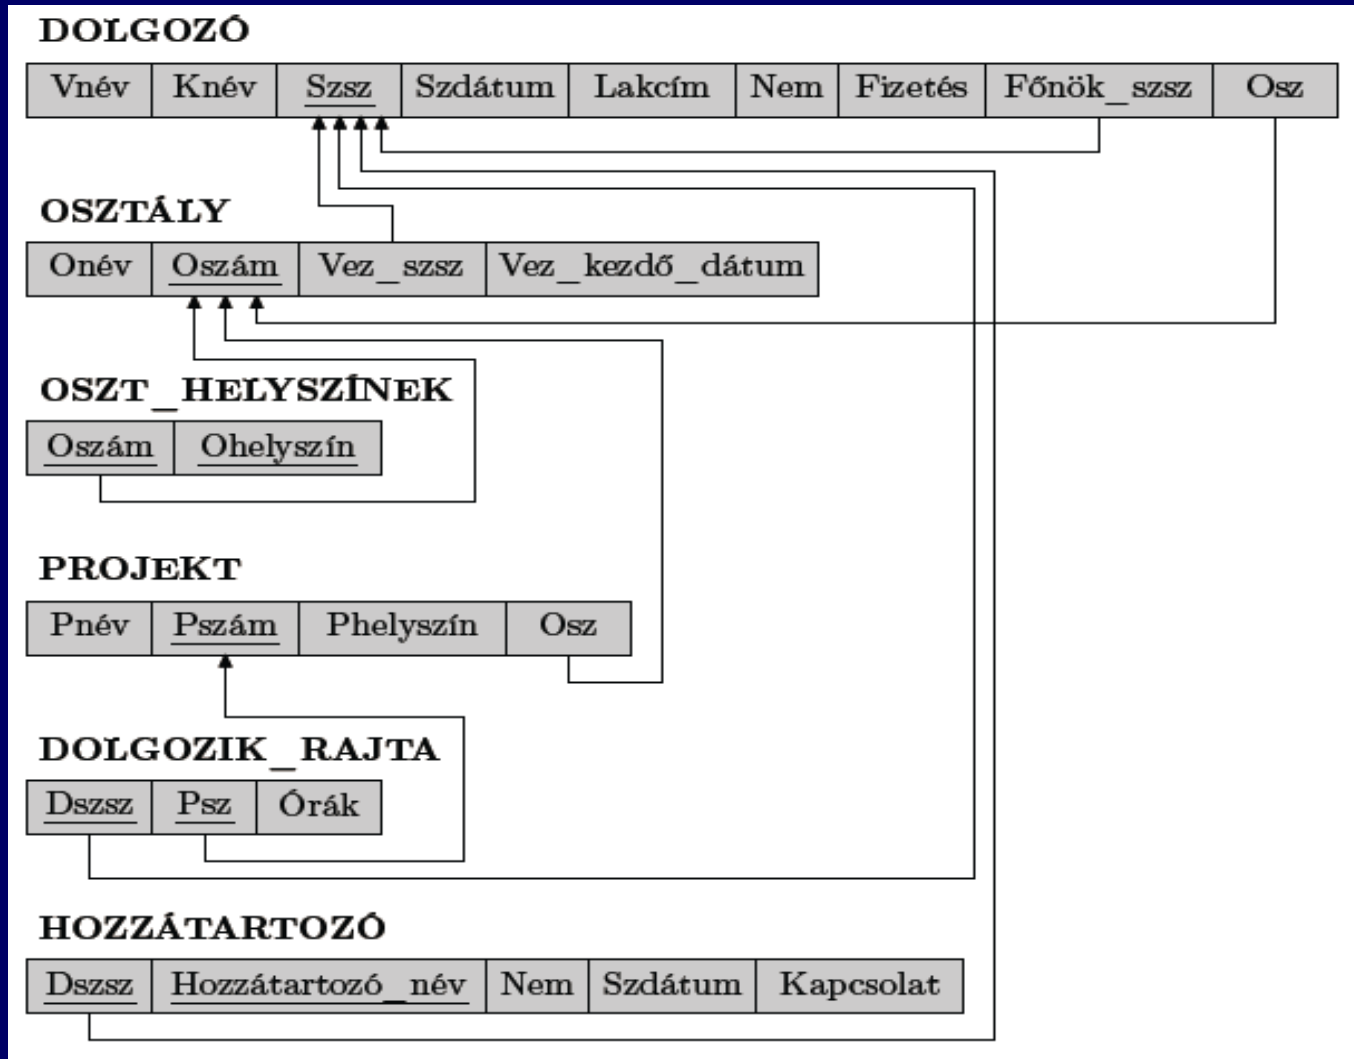 DOLGOZÓ
Vnév Knév Szsz Szdátum Lakcím Nem Fizetés Főnök_szsz Osz
OSZTÁLY
Onév Oszám Vez_szsz Vez_kezdő_dátum
OSZT_HELYSZÍNEK
Oszám Ohelyszín
PROJEKT
Pnév Pszám Phelyszín Osz
DOLGOZIK_RAJTA
Dszsz Psz Órák
HOZZÁTARTOZÓ
Dszsz Hozzátartozó_név Nem Szdátum Kapcsolat